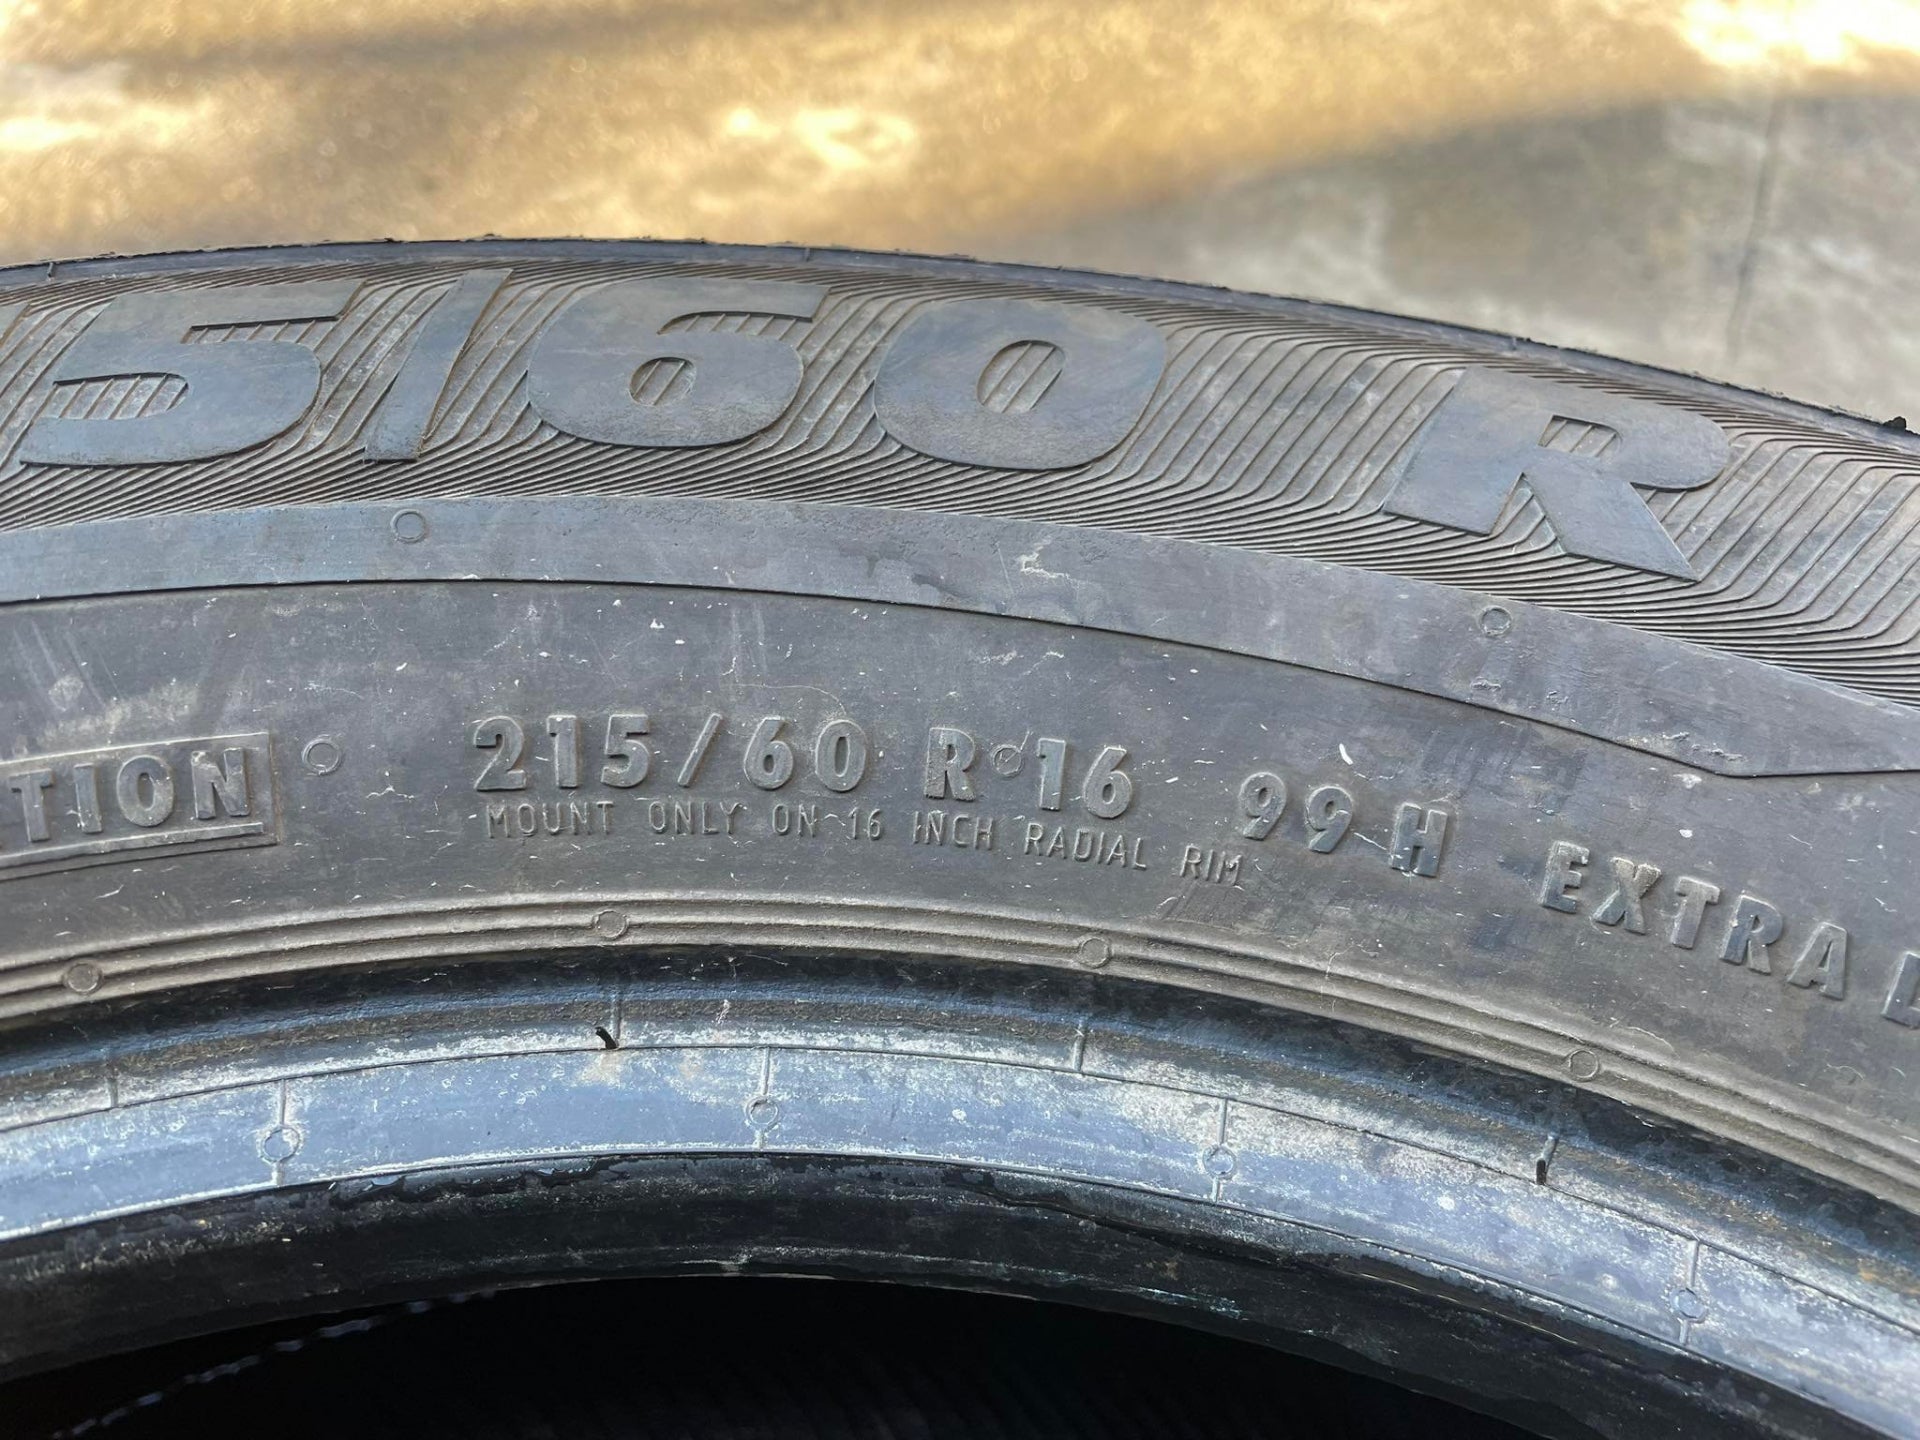 5/60 R
TION
215/60 R 16 99 H EXTRA L
MOUNT ONLY ON 16 INCH RADIAL RIM